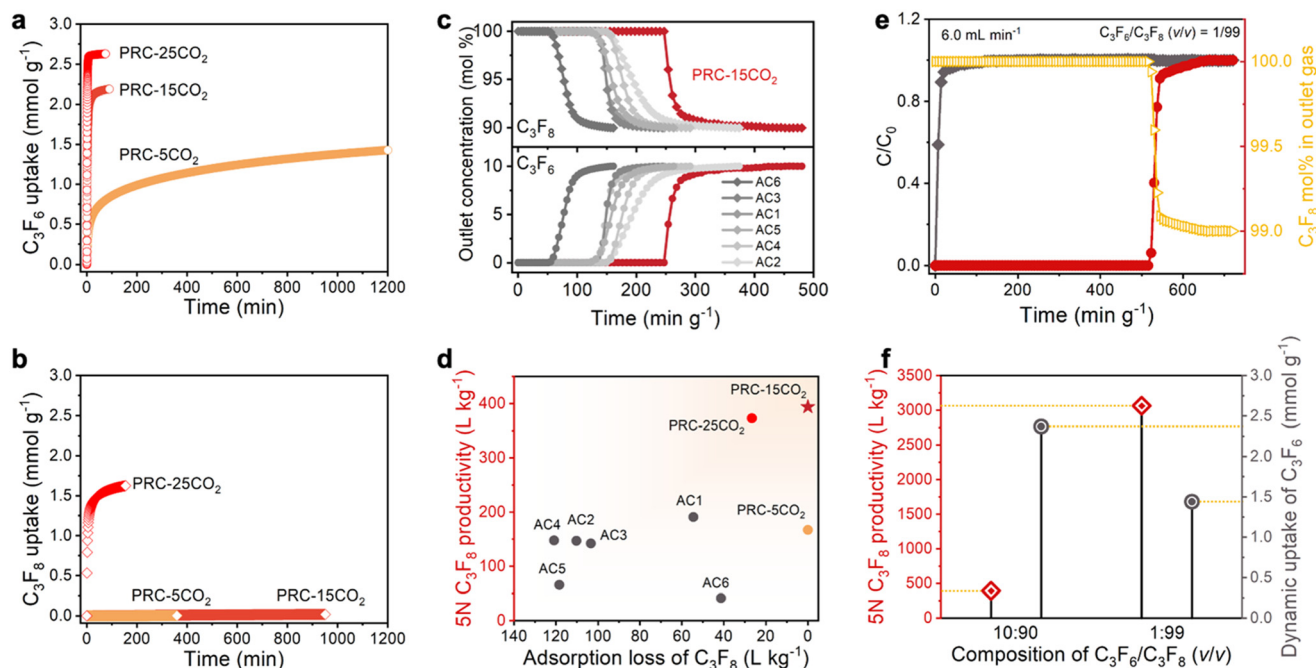 a
C₃F₆ uptake (mmol g⁻¹)
3.0
2.5
2.0
1.5
1.0
0.5
0.0
PRC-25CO₂
PRC-15CO₂
PRC-5CO₂
0 200 400 600 800 1000 1200
Time (min)
b
C₃F₈ uptake (mmol g⁻¹)
3.0
2.5
2.0
1.5
1.0
0.5
0.0
PRC-25CO₂
PRC-5CO₂ PRC-15CO₂
0 200 400 600 800 1000 1200
Time (min)
c
Outlet concentration (mol %)
100
95
90
10
5
0
PRC-15CO₂
C₃F₈
C₃F₆
AC6
AC3
AC1
AC5
AC4
AC2
0 100 200 300 400 500
Time (min g⁻¹)
d
5N C₃F₈ productivity (L kg⁻¹)
400
300
200
100
0
PRC-15CO₂
PRC-25CO₂
AC1
PRC-5CO₂
AC4 AC2
AC3
AC5
AC6
140 120 100 80 60 40 20 0
Adsorption loss of C₃F₈ (L kg⁻¹)
e
C/C₀
1.2
0.8
0.4
0.0
6.0 mL min⁻¹ C₃F₆/C₃F₈ (v/v) = 1/99
100.0
99.5
99.0
C₃F₈ mol% in outlet gas
0 200 400 600
Time (min g⁻¹)
f
5N C₃F₈ productivity (L kg⁻¹)
3500
3000
2500
2000
1500
1000
500
0
3.0
2.5
2.0
1.5
1.0
0.5
0.0
Dynamic uptake of C₃F₆ (mmol g⁻¹)
10:90 1:99
Composition of C₃F₆/C₃F₈ (v/v)